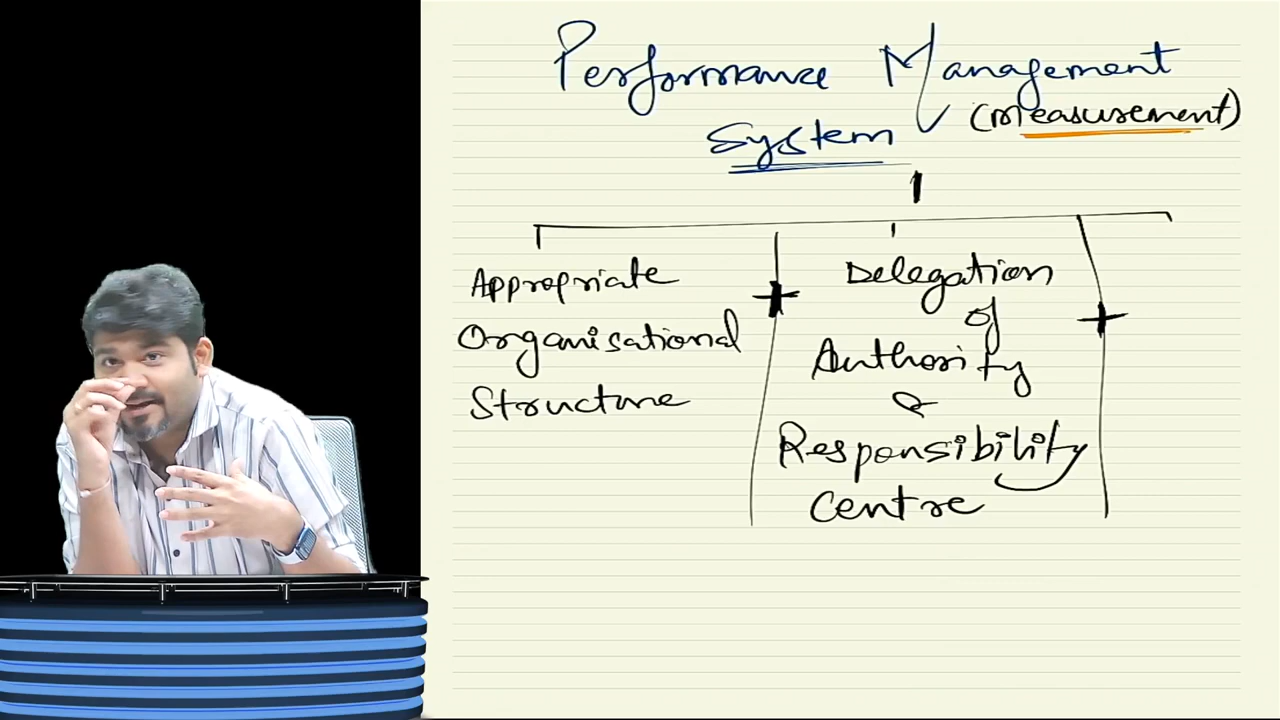 Performance Management
(measurement)
System
Appropriate
Organisational
Structure
+
Delegation
of
Authority
&
Responsibility
Centre
+